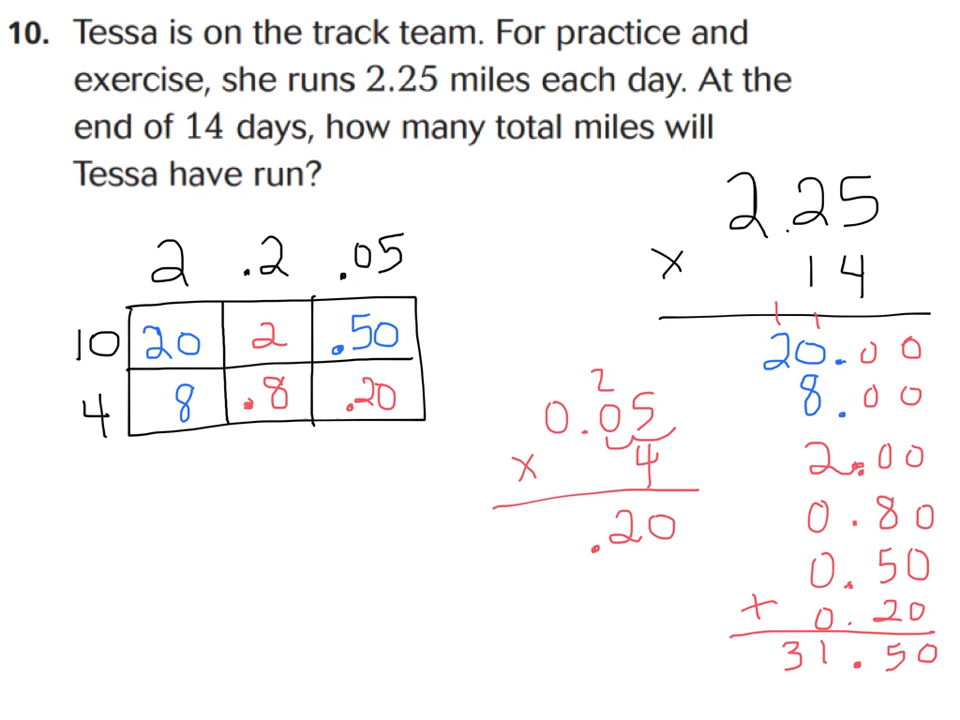 10. Tessa is on the track team. For practice and
exercise, she runs 2.25 miles each day. At the
end of 14 days, how many total miles will
Tessa have run?
2 .2 .05
10 20 2 .50
4 8 .8 .20
2
0.05
x 4
.20
2.25
x 14
1 1
20.00
8.00
2.00
0.80
0.50
+ 0.20
31.50